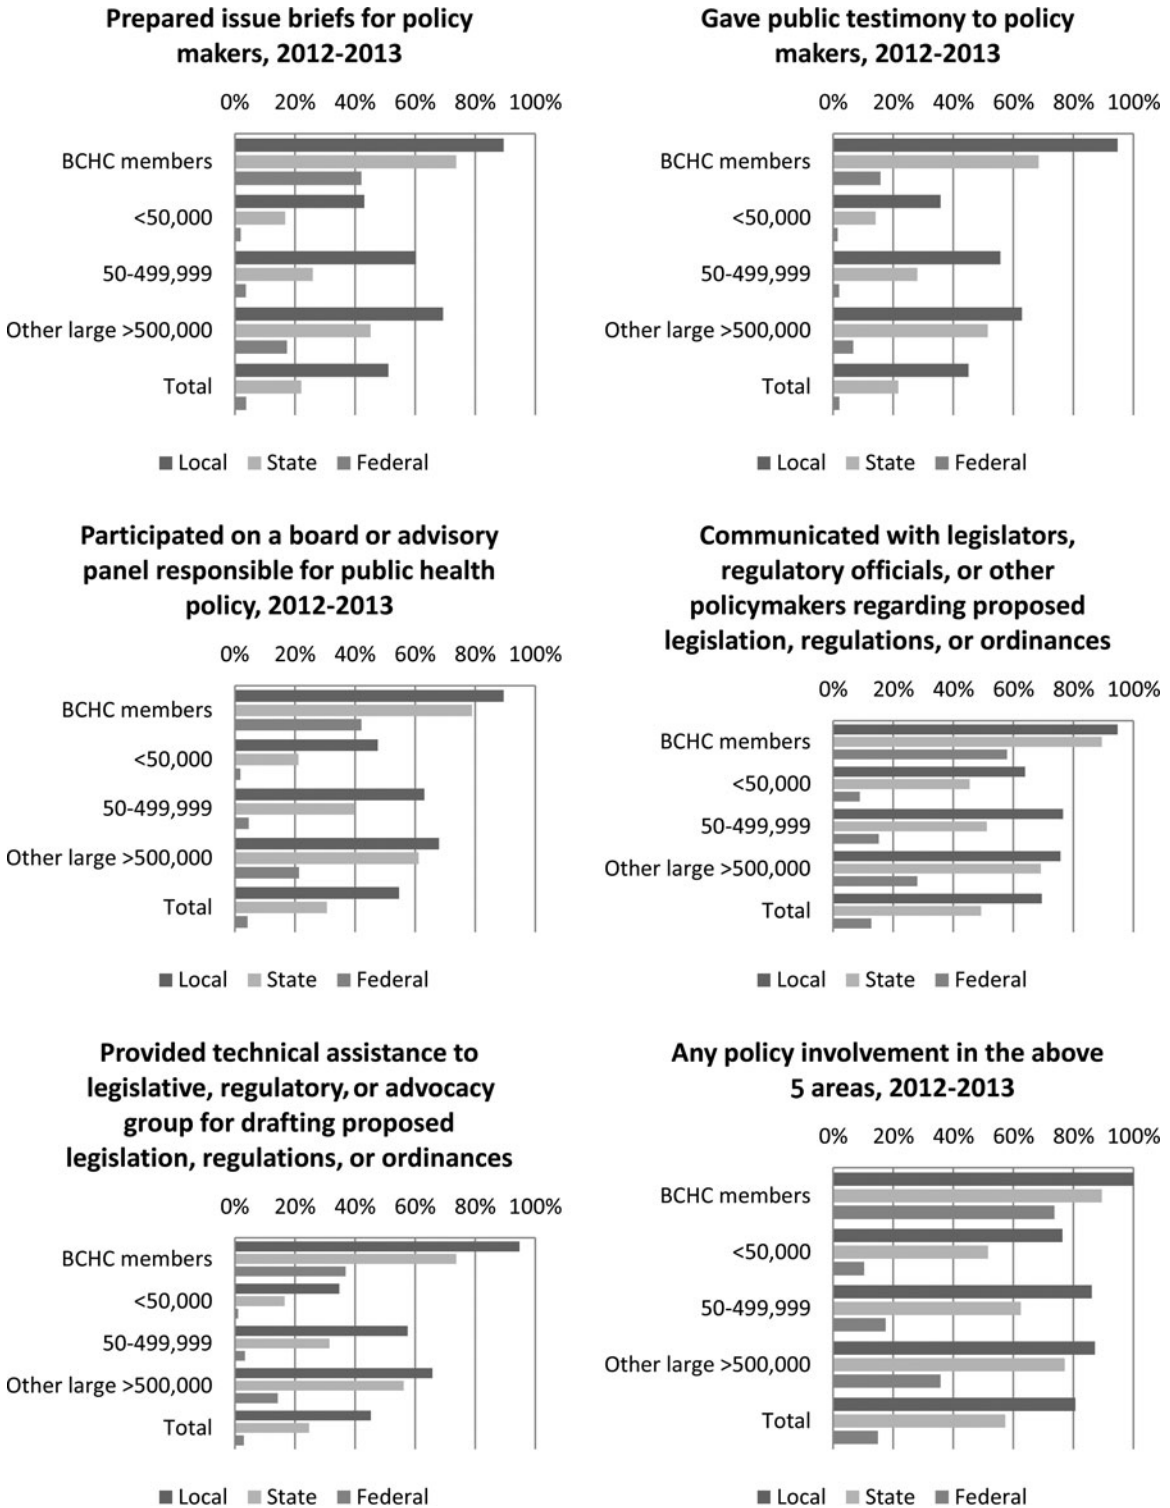 Prepared issue briefs for policy
makers, 2012-2013
0% 20% 40% 60% 80% 100%
BCHC members
<50,000
50-499,999
Other large >500,000
Total
Local State Federal
Gave public testimony to policy
makers, 2012-2013
0% 20% 40% 60% 80% 100%
BCHC members
<50,000
50-499,999
Other large >500,000
Total
Local State Federal
Participated on a board or advisory
panel responsible for public health
policy, 2012-2013
0% 20% 40% 60% 80% 100%
BCHC members
<50,000
50-499,999
Other large >500,000
Total
Local State Federal
Communicated with legislators,
regulatory officials, or other
policymakers regarding proposed
legislation, regulations, or ordinances
0% 20% 40% 60% 80% 100%
BCHC members
<50,000
50-499,999
Other large >500,000
Total
Local State Federal
Provided technical assistance to
legislative, regulatory, or advocacy
group for drafting proposed
legislation, regulations, or ordinances
0% 20% 40% 60% 80% 100%
BCHC members
<50,000
50-499,999
Other large >500,000
Total
Local State Federal
Any policy involvement in the above
5 areas, 2012-2013
0% 20% 40% 60% 80% 100%
BCHC members
<50,000
50-499,999
Other large >500,000
Total
Local State Federal